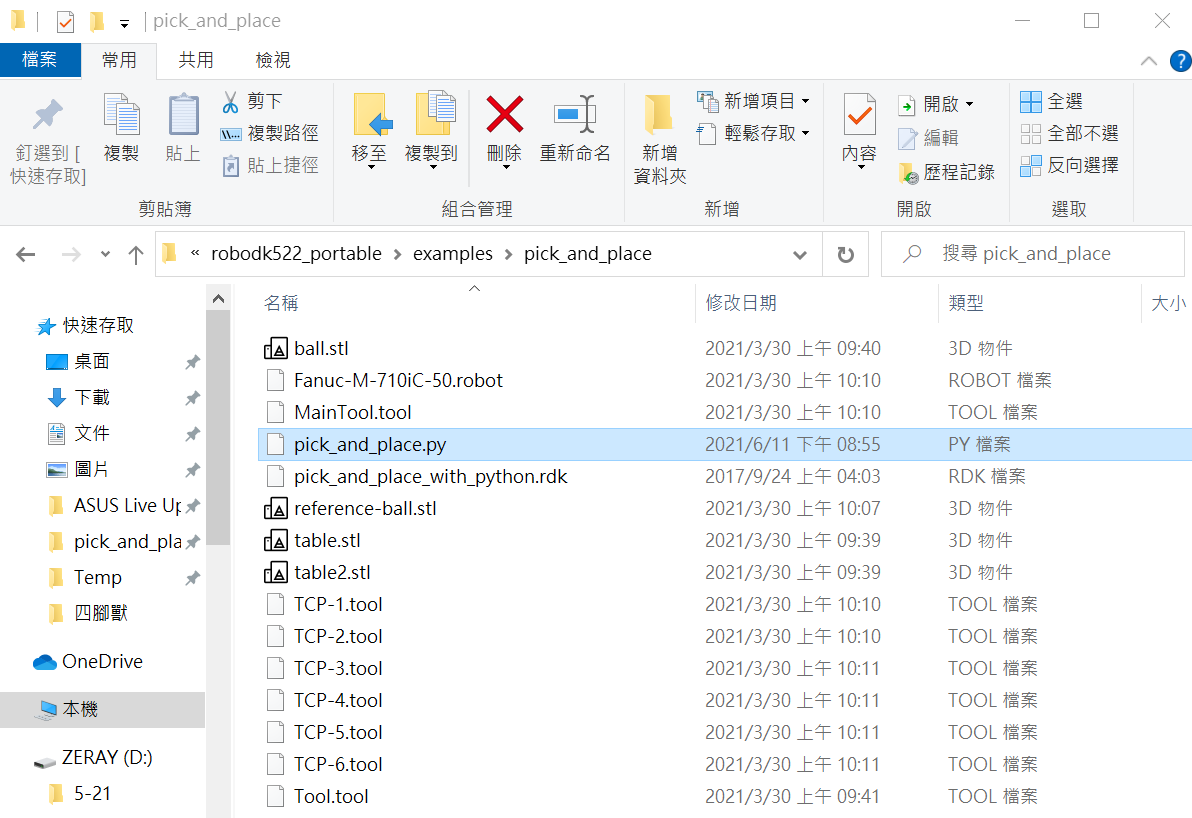 pick_and_place
檔案 常用 共用 檢視
釘選到 [
快速存取]
複製
貼上
剪下
複製路徑
貼上捷徑
剪貼簿
移至
複製到
刪除
重新命名
組合管理
新增
資料夾
新增項目
輕鬆存取
新增
內容
開啟
編輯
歷程記錄
開啟
全選
全部不選
反向選擇
選取
« robodk522_portable > examples > pick_and_place
搜尋 pick_and_place
快速存取
桌面
下載
文件
圖片
ASUS Live Up
pick_and_pla
Temp
四腳獸
OneDrive
本機
ZERAY (D:)
5-21
名稱 修改日期 類型 大小
ball.stl 2021/3/30 上午 09:40 3D 物件
Fanuc-M-710iC-50.robot 2021/3/30 上午 10:10 ROBOT 檔案
MainTool.tool 2021/3/30 上午 10:10 TOOL 檔案
pick_and_place.py 2021/6/11 下午 08:55 PY 檔案
pick_and_place_with_python.rdk 2017/9/24 上午 04:03 RDK 檔案
reference-ball.stl 2021/3/30 上午 10:07 3D 物件
table.stl 2021/3/30 上午 09:39 3D 物件
table2.stl 2021/3/30 上午 09:39 3D 物件
TCP-1.tool 2021/3/30 上午 10:10 TOOL 檔案
TCP-2.tool 2021/3/30 上午 10:10 TOOL 檔案
TCP-3.tool 2021/3/30 上午 10:11 TOOL 檔案
TCP-4.tool 2021/3/30 上午 10:11 TOOL 檔案
TCP-5.tool 2021/3/30 上午 10:11 TOOL 檔案
TCP-6.tool 2021/3/30 上午 10:11 TOOL 檔案
Tool.tool 2021/3/30 上午 09:41 TOOL 檔案